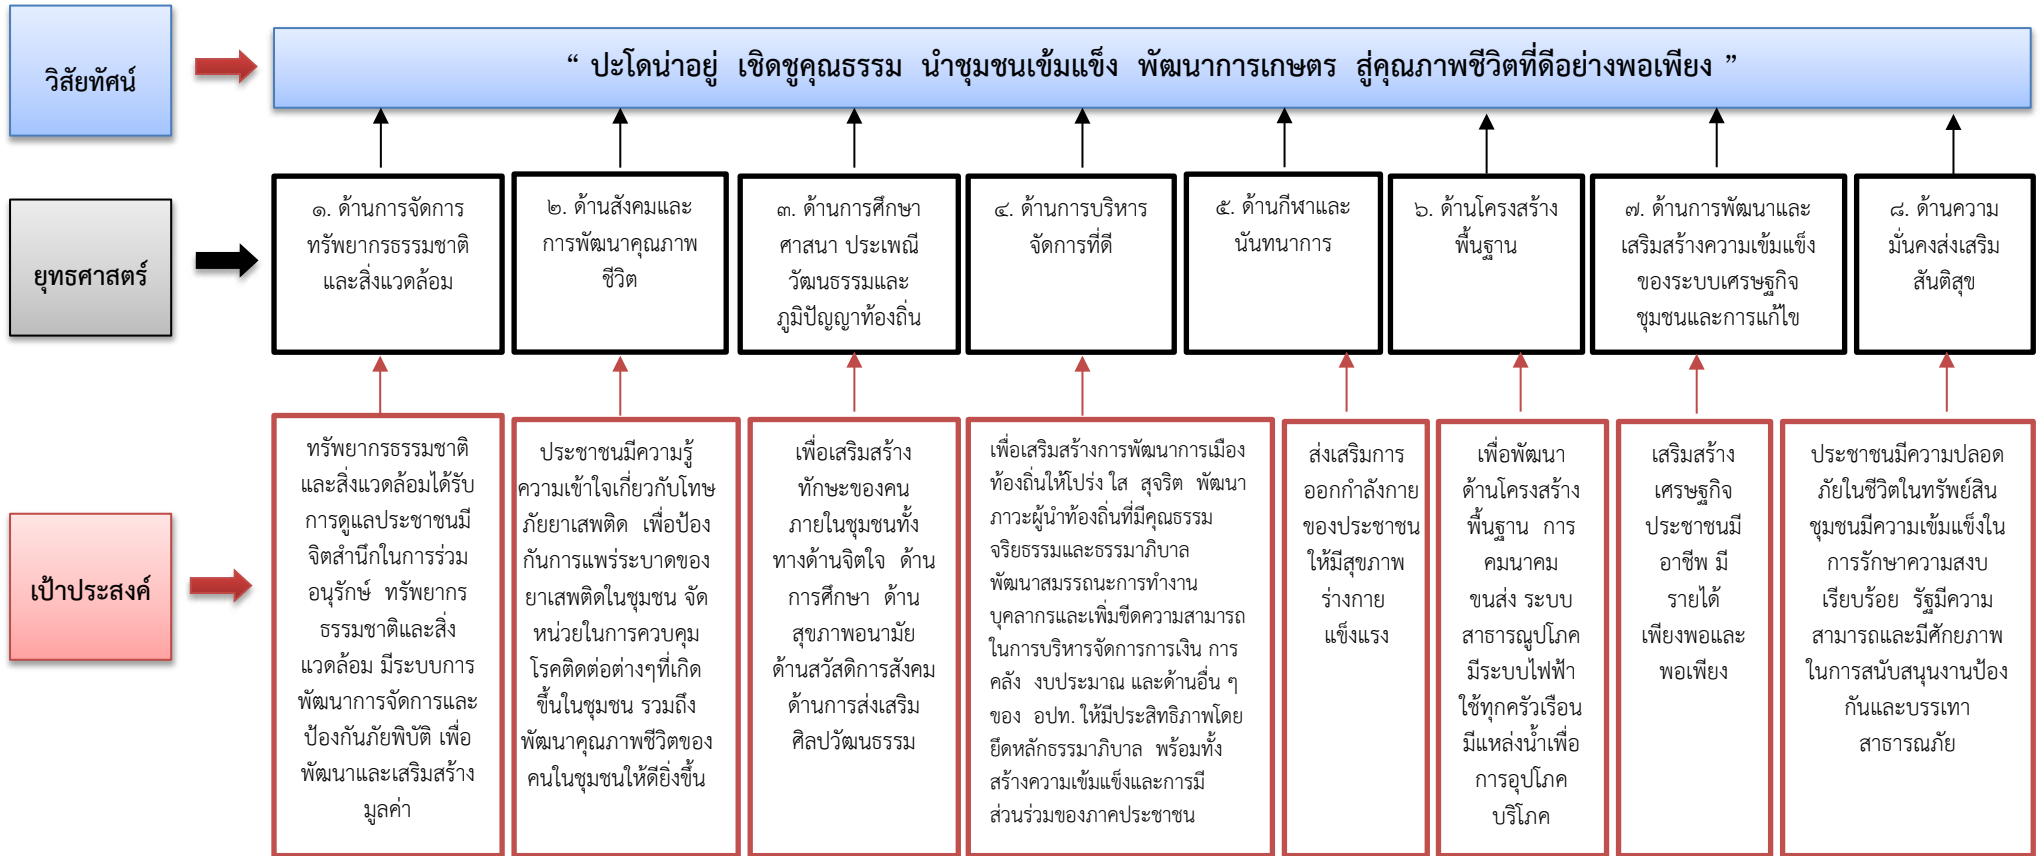 วิสัยทัศน์
“ ปะโดน่าอยู่ เชิดชูคุณธรรม นำชุมชนเข้มแข็ง พัฒนาการเกษตร สู่คุณภาพชีวิตที่ดีอย่างพอเพียง ”
ยุทธศาสตร์
๑. ด้านการจัดการ
ทรัพยากรธรรมชาติ
และสิ่งแวดล้อม
๒. ด้านสังคมและ
การพัฒนาคุณภาพ
ชีวิต
๓. ด้านการศึกษา
ศาสนา ประเพณี
วัฒนธรรมและ
ภูมิปัญญาท้องถิ่น
๔. ด้านการบริหาร
จัดการที่ดี
๕. ด้านกีฬาและ
นันทนาการ
๖. ด้านโครงสร้าง
พื้นฐาน
๗. ด้านการพัฒนาและ
เสริมสร้างความเข้มแข็ง
ของระบบเศรษฐกิจ
ชุมชนและการแก้ไข
๘. ด้านความ
มั่นคงส่งเสริม
สันติสุข
เป้าประสงค์
ทรัพยากรธรรมชาติ
และสิ่งแวดล้อมได้รับ
การดูแลประชาชนมี
จิตสำนึกในการร่วม
อนุรักษ์ ทรัพยากร
ธรรมชาติและสิ่ง
แวดล้อม มีระบบการ
พัฒนาการจัดการและ
ป้องกันภัยพิบัติ เพื่อ
พัฒนาและเสริมสร้าง
มูลค่า
ประชาชนมีความรู้
ความเข้าใจเกี่ยวกับโทษ
ภัยยาเสพติด เพื่อป้อง
กันการแพร่ระบาดของ
ยาเสพติดในชุมชน จัด
หน่วยในการควบคุม
โรคติดต่อต่างๆที่เกิด
ขึ้นในชุมชน รวมถึง
พัฒนาคุณภาพชีวิตของ
คนในชุมชนให้ดียิ่งขึ้น
เพื่อเสริมสร้าง
ทักษะของคน
ภายในชุมชนทั้ง
ทางด้านจิตใจ ด้าน
การศึกษา ด้าน
สุขภาพอนามัย
ด้านสวัสดิการสังคม
ด้านการส่งเสริม
ศิลปวัฒนธรรม
เพื่อเสริมสร้างการพัฒนาการเมือง
ท้องถิ่นให้โปร่ง ใส สุจริต พัฒนา
ภาวะผู้นำท้องถิ่นที่มีคุณธรรม
จริยธรรมและธรรมาภิบาล
พัฒนาสมรรถนะการทำงาน
บุคลากรและเพิ่มขีดความสามารถ
ในการบริหารจัดการการเงิน การ
คลัง งบประมาณ และด้านอื่น ๆ
ของ อปท. ให้มีประสิทธิภาพโดย
ยึดหลักธรรมาภิบาล พร้อมทั้ง
สร้างความเข้มแข็งและการมี
ส่วนร่วมของภาคประชาชน
ส่งเสริมการ
ออกกำลังกาย
ของประชาชน
ให้มีสุขภาพ
ร่างกาย
แข็งแรง
เพื่อพัฒนา
ด้านโครงสร้าง
พื้นฐาน การ
คมนาคม
ขนส่ง ระบบ
สาธารณูปโภค
มีระบบไฟฟ้า
ใช้ทุกครัวเรือน
มีแหล่งน้ำเพื่อ
การอุปโภค
บริโภค
เสริมสร้าง
เศรษฐกิจ
ประชาชนมี
อาชีพ มี
รายได้
เพียงพอและ
พอเพียง
ประชาชนมีความปลอด
ภัยในชีวิตในทรัพย์สิน
ชุมชนมีความเข้มแข็งใน
การรักษาความสงบ
เรียบร้อย รัฐมีความ
สามารถและมีศักยภาพ
ในการสนับสนุนงานป้อง
กันและบรรเทา
สาธารณภัย